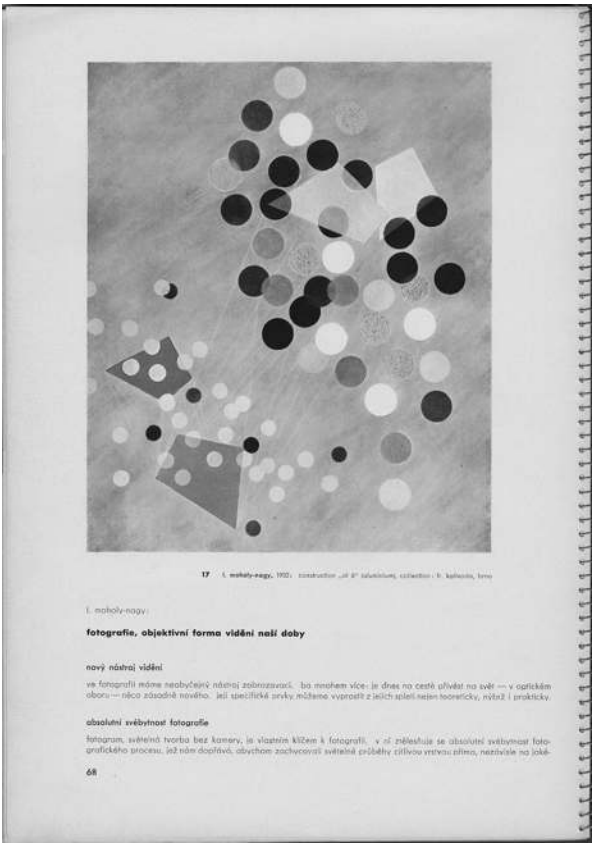 17 l. moholy-nagy, 1932: construction „al 6" (aluminium), collection: fr. kalivoda, brno
l. moholy-nagy:
fotografie, objektivní forma vidění naší doby
nový nástroj vidění
ve fotografii máme neobyčejný nástroj zobrazovací. ba mnohem více: je dnes na cestě přivést na svět — v optickém
oboru — něco zásadně nového. její specifické prvky můžeme vyprostit z jejich spleti nejen teoreticky, nýbrž i prakticky.
absolutní svébytnost fotografie
fotogram, světelná tvorba bez kamery, je vlastním klíčem k fotografii. v ní ztělesňuje se absolutní svébytnost foto-
grafického procesu, jež nám dopřává, abychom zachycovali světelné průběhy citlivou vrstvou přímo, nezávisle na jaké-
68